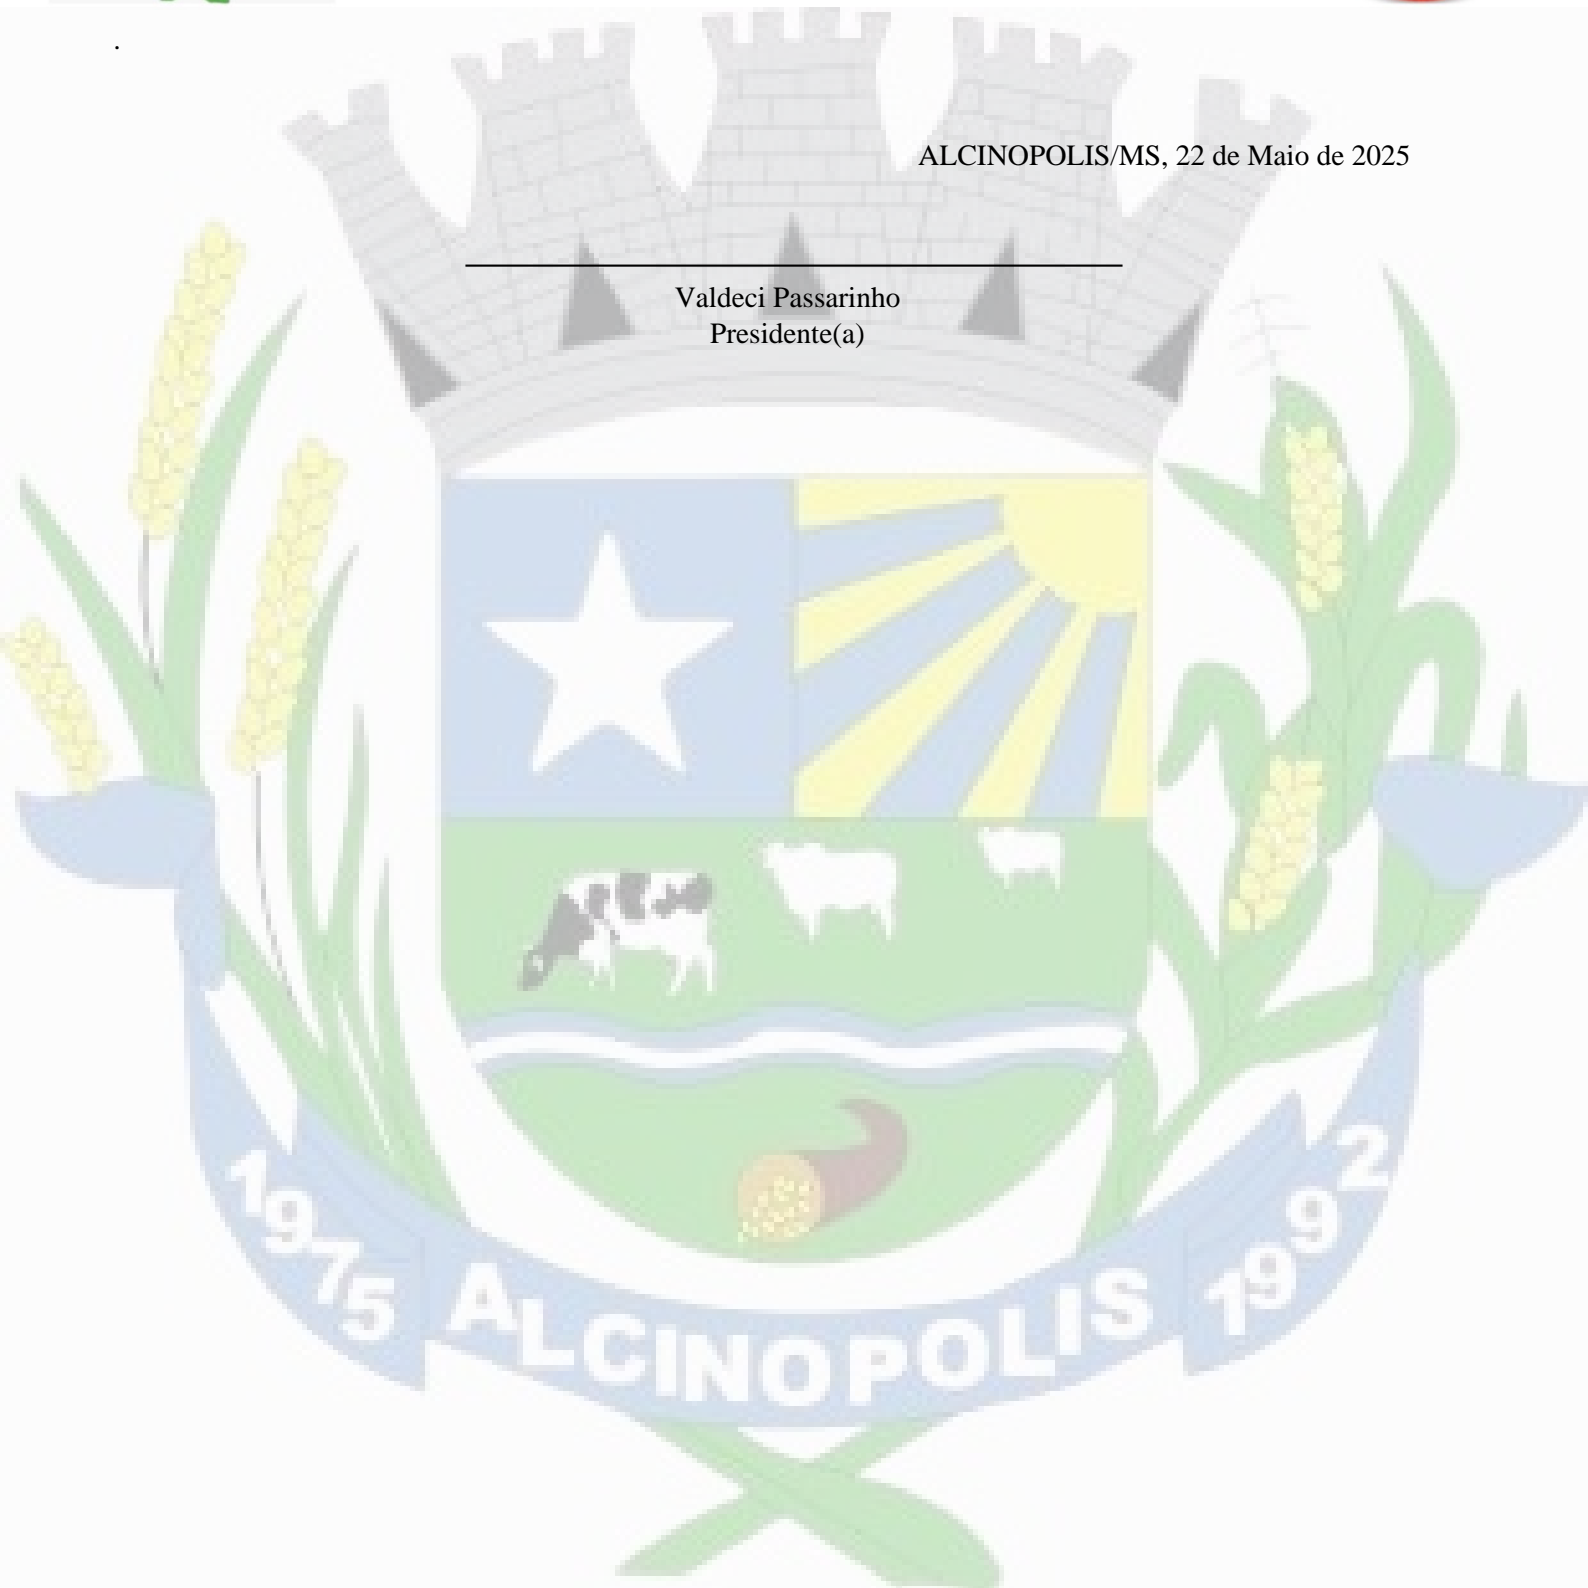 .
ALCINOPOLIS/MS, 22 de Maio de 2025
Valdeci Passarinho
Presidente(a)
1975 ALCINOPOLIS 1992